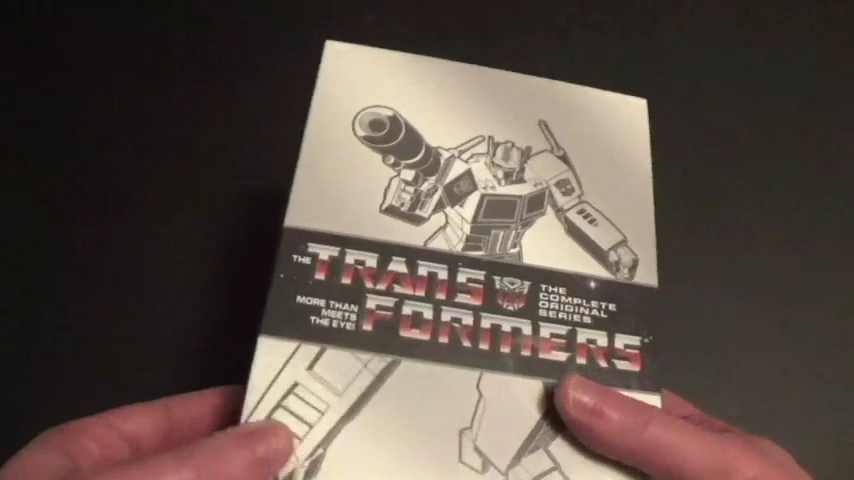 THE TRANS
FORMERS
MORE THAN
MEETS
THE EYE!
THE
COMPLETE
ORIGINAL
SERIES